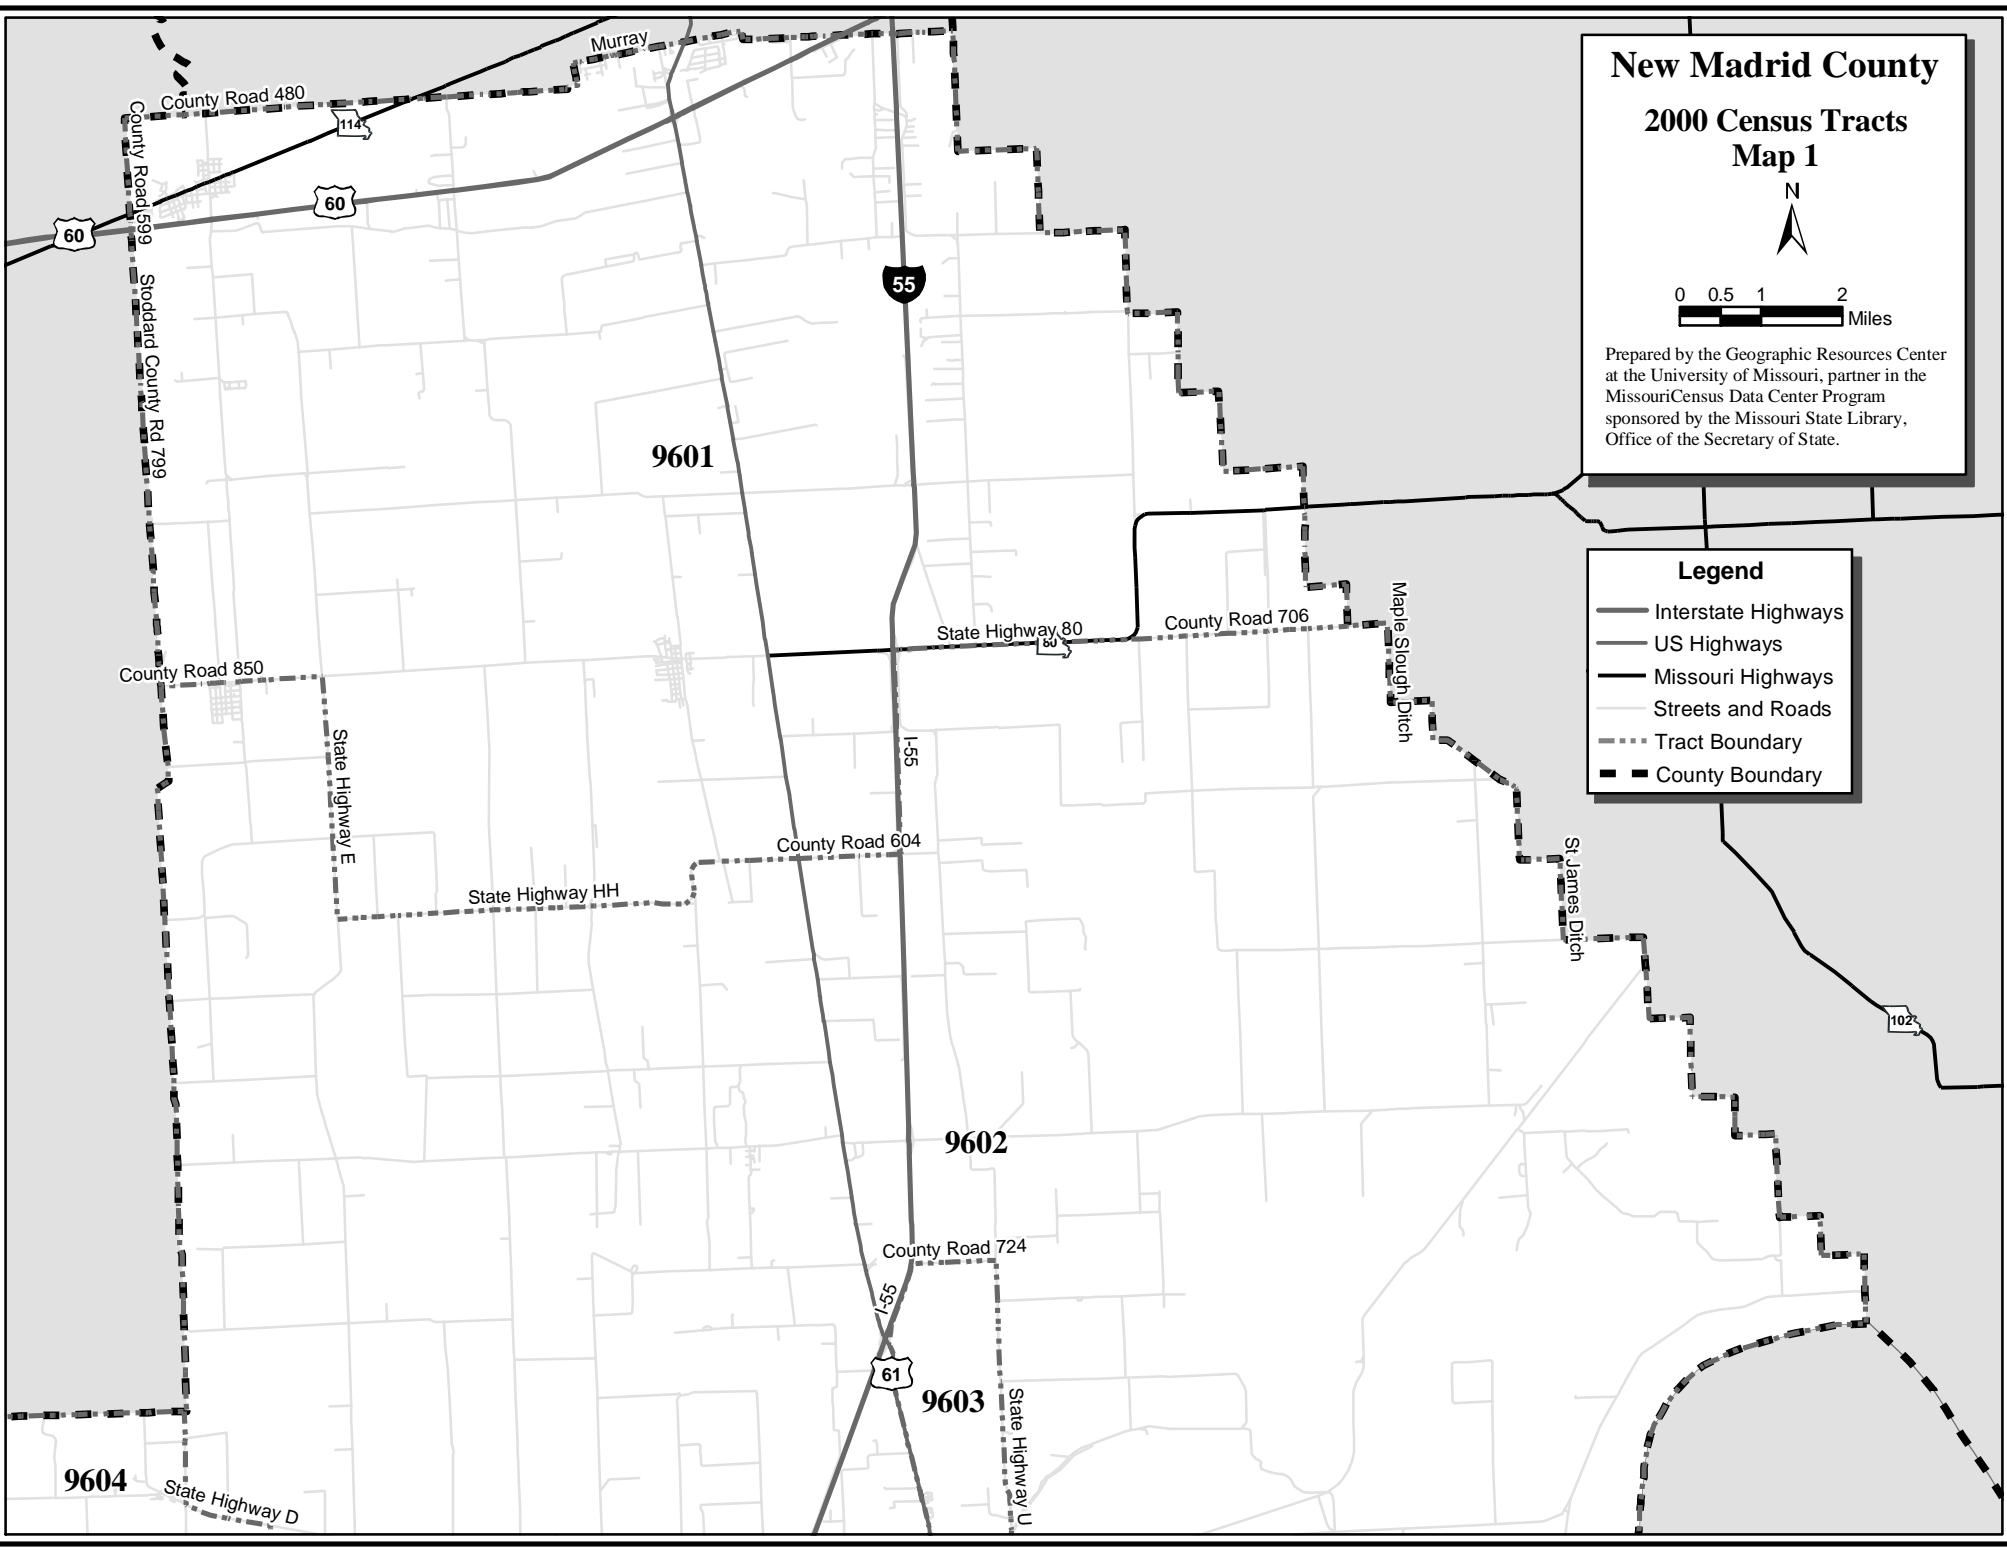 New Madrid County
2000 Census Tracts
Map 1
N
0 0.5 1 2
Miles
Prepared by the Geographic Resources Center
at the University of Missouri, partner in the
MissouriCensus Data Center Program
sponsored by the Missouri State Library,
Office of the Secretary of State.
Legend
Interstate Highways
US Highways
Missouri Highways
Streets and Roads
Tract Boundary
County Boundary
Murray
County Road 480
114
County Road 599
60
60
Stoddard County Rd 799
55
9601
State Highway 80
80
County Road 706
Maple Slough Ditch
County Road 850
State Highway E
I-55
County Road 604
State Highway HH
St James Ditch
102
9602
County Road 724
I-55
61
9603
State Highway U
9604
State Highway D